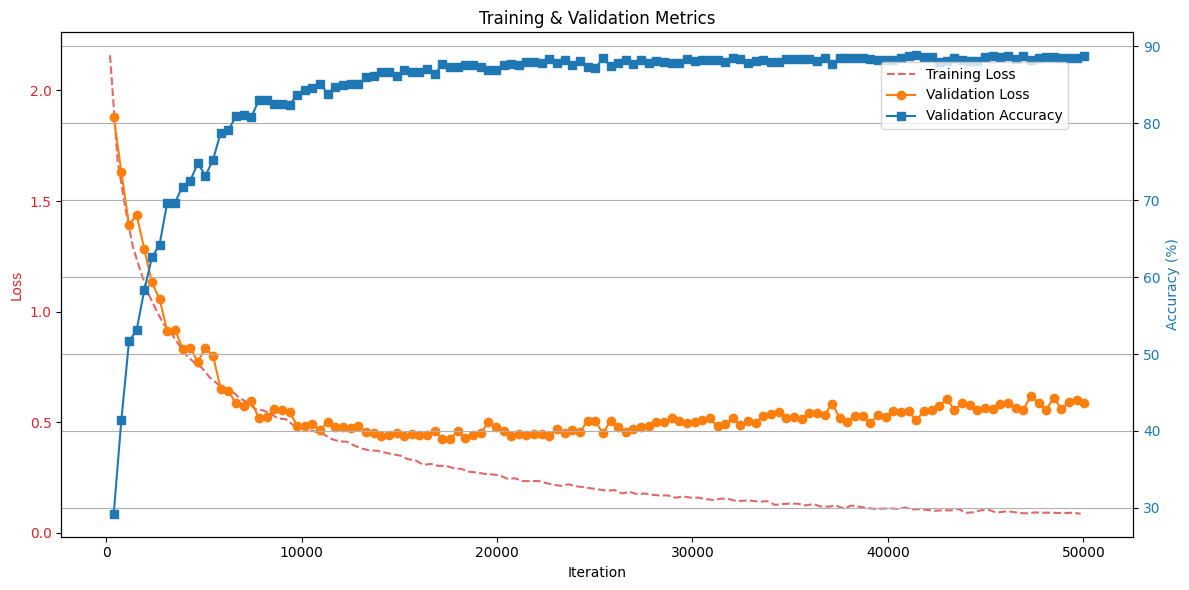 Training & Validation Metrics
2.0
1.5
1.0
0.5
0.0
Loss
90
80
70
60
50
40
30
Accuracy (%)
Training Loss
Validation Loss
Validation Accuracy
0 10000 20000 30000 40000 50000
Iteration